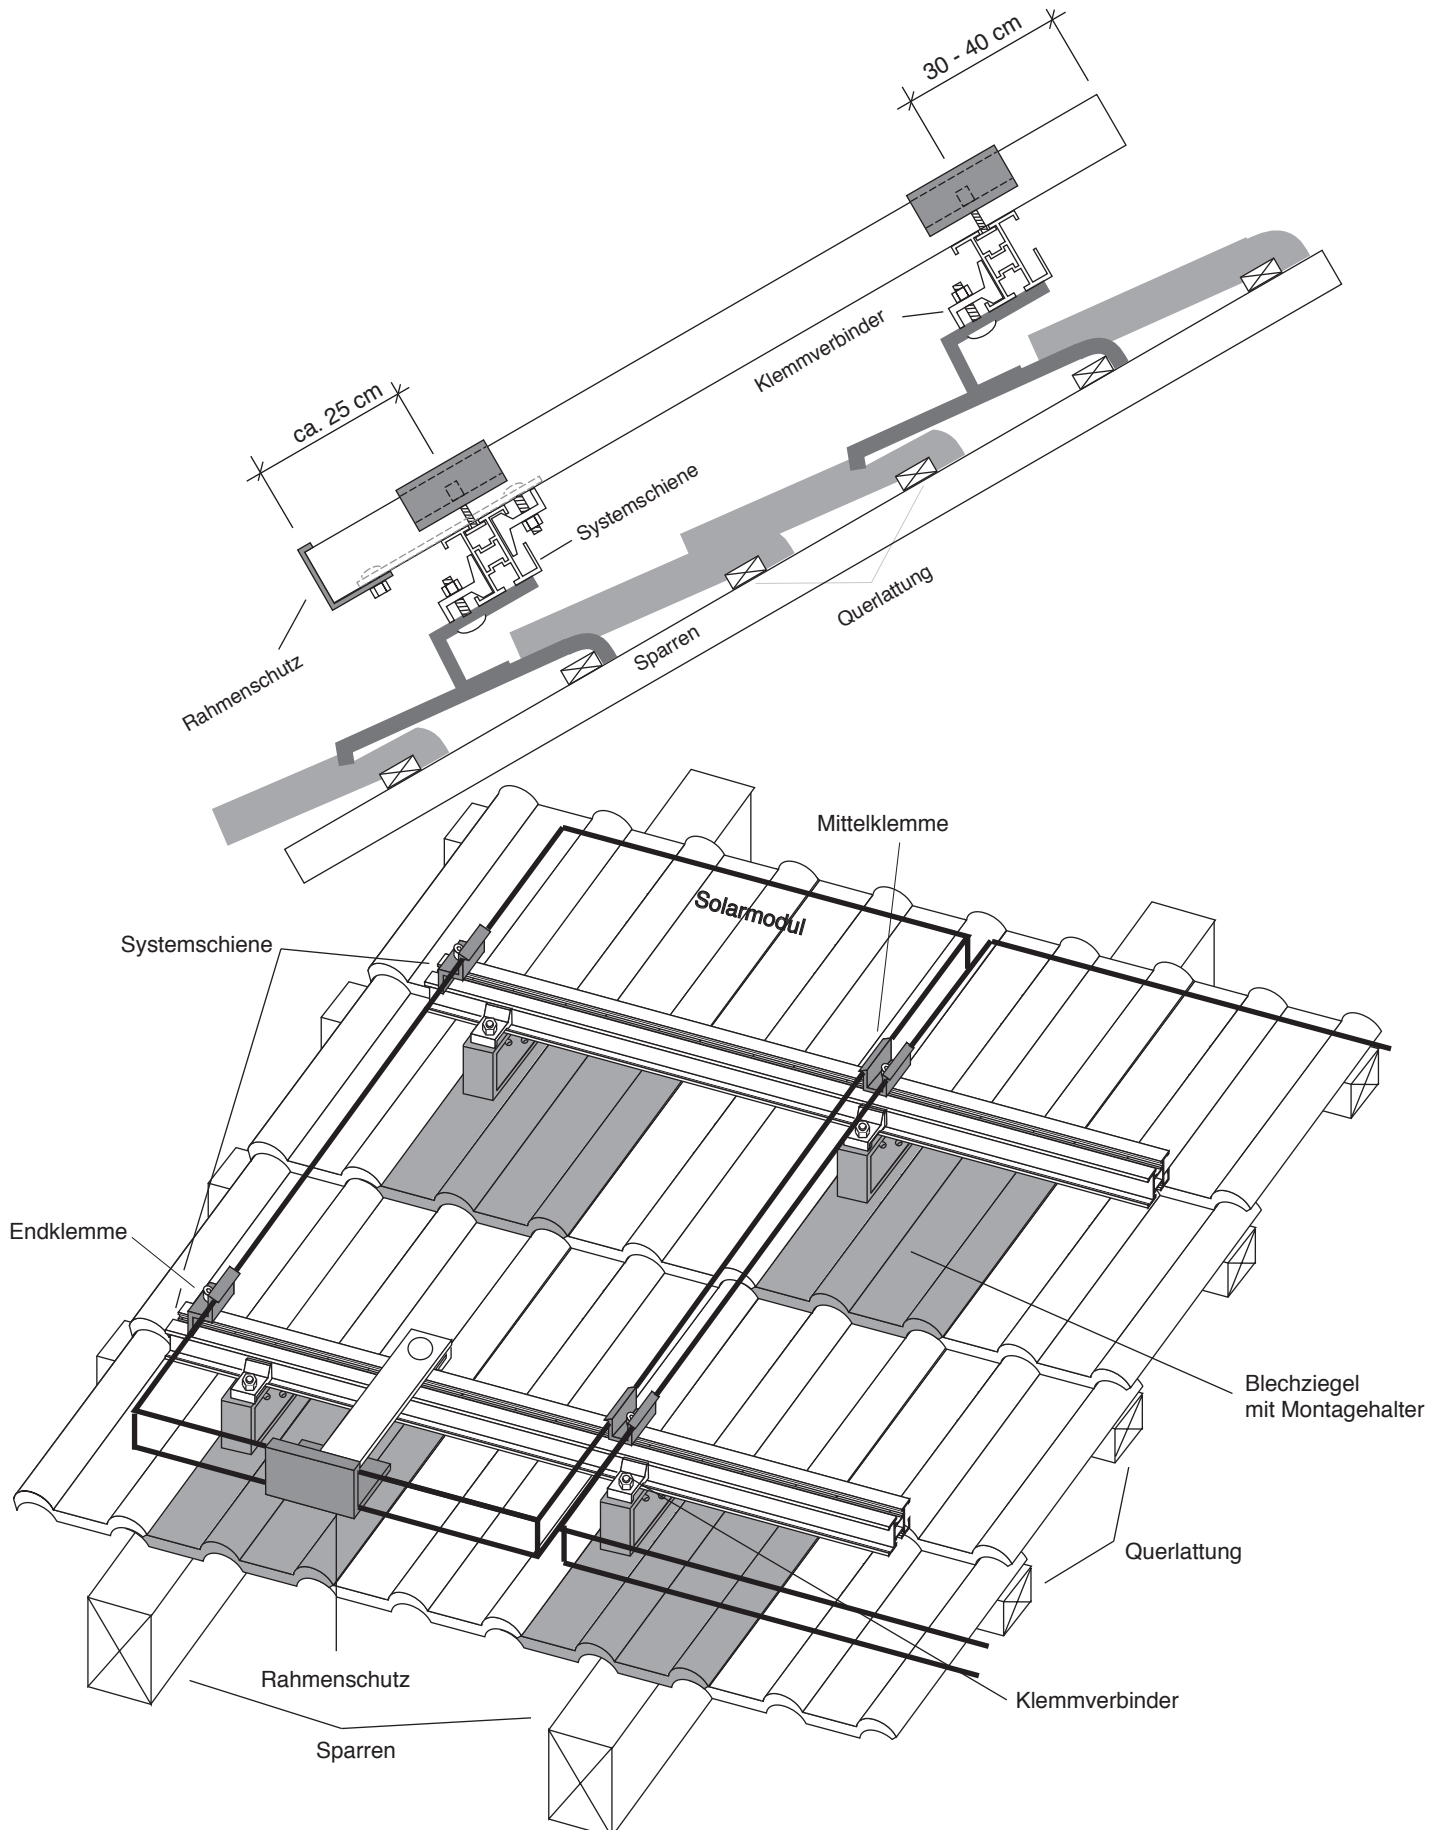 30 - 40 cm
Klemmverbinder
ca. 25 cm
Systemschiene
Querlattung
Sparren
Rahmenschutz
Mittelklemme
Solarmodul
Systemschiene
Endklemme
Blechziegel
mit Montagehalter
Querlattung
Rahmenschutz
Klemmverbinder
Sparren